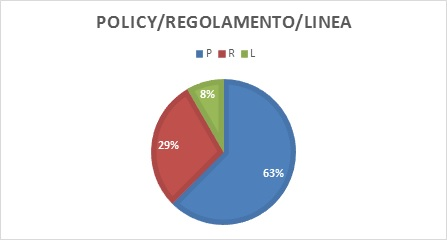 POLICY/REGOLAMENTO/LINEA
P R L
8%
29%
63%